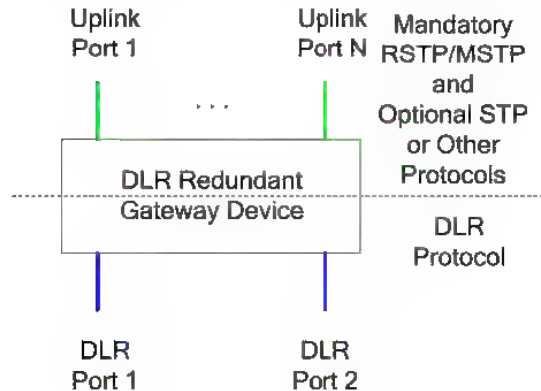 Uplink
Port 1
Uplink
Port N
Mandatory
RSTP/MSTP
and
Optional STP
or Other
Protocols
...
DLR Redundant
Gateway Device
DLR
Protocol
DLR
Port 1
DLR
Port 2